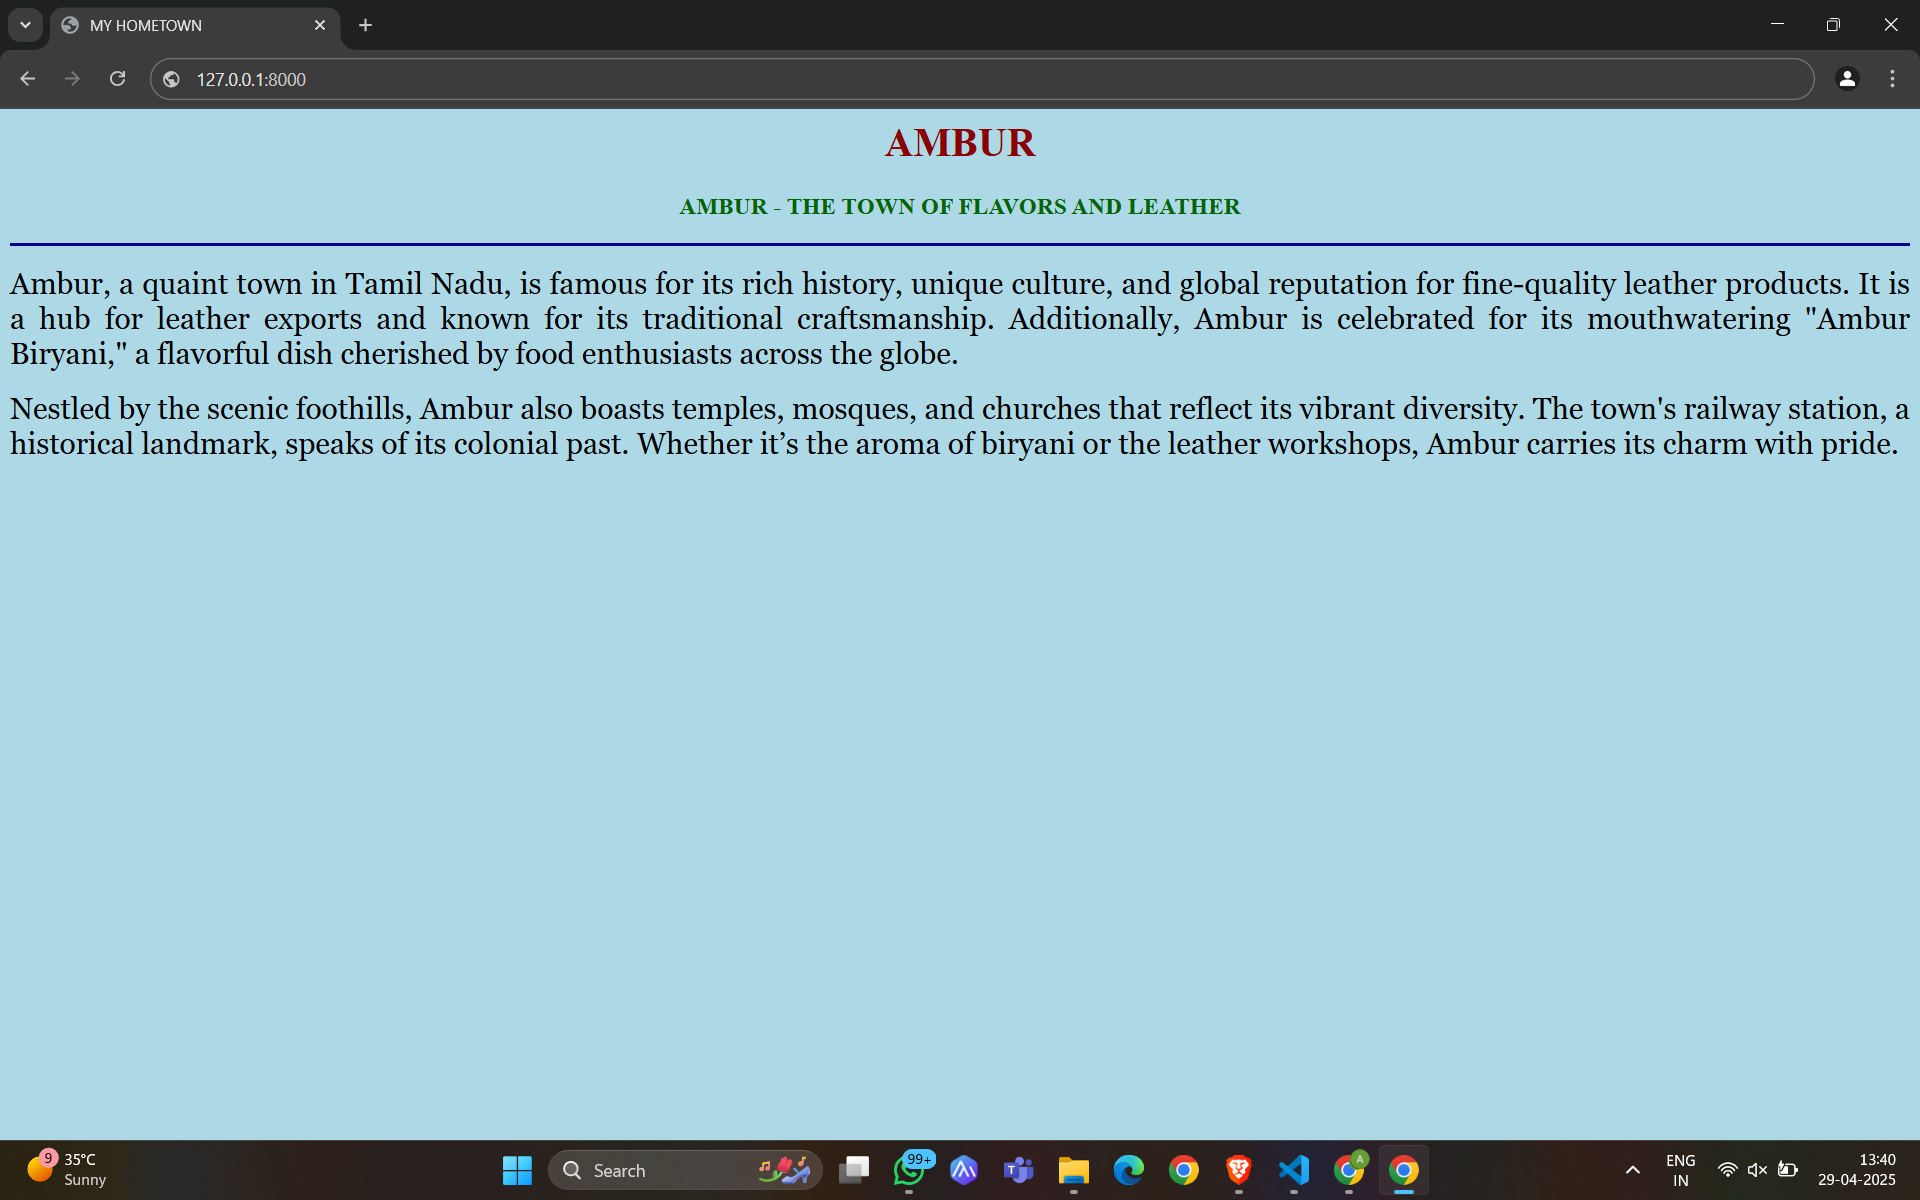 MY HOMETOWN
127.0.0.1:8000
AMBUR
AMBUR - THE TOWN OF FLAVORS AND LEATHER
Ambur, a quaint town in Tamil Nadu, is famous for its rich history, unique culture, and global reputation for fine-quality leather products. It is
a hub for leather exports and known for its traditional craftsmanship. Additionally, Ambur is celebrated for its mouthwatering "Ambur
Biryani," a flavorful dish cherished by food enthusiasts across the globe.
Nestled by the scenic foothills, Ambur also boasts temples, mosques, and churches that reflect its vibrant diversity. The town's railway station, a
historical landmark, speaks of its colonial past. Whether it’s the aroma of biryani or the leather workshops, Ambur carries its charm with pride.
9
35°C
Sunny
Search
99+
T
A
ENG
IN
13:40
29-04-2025